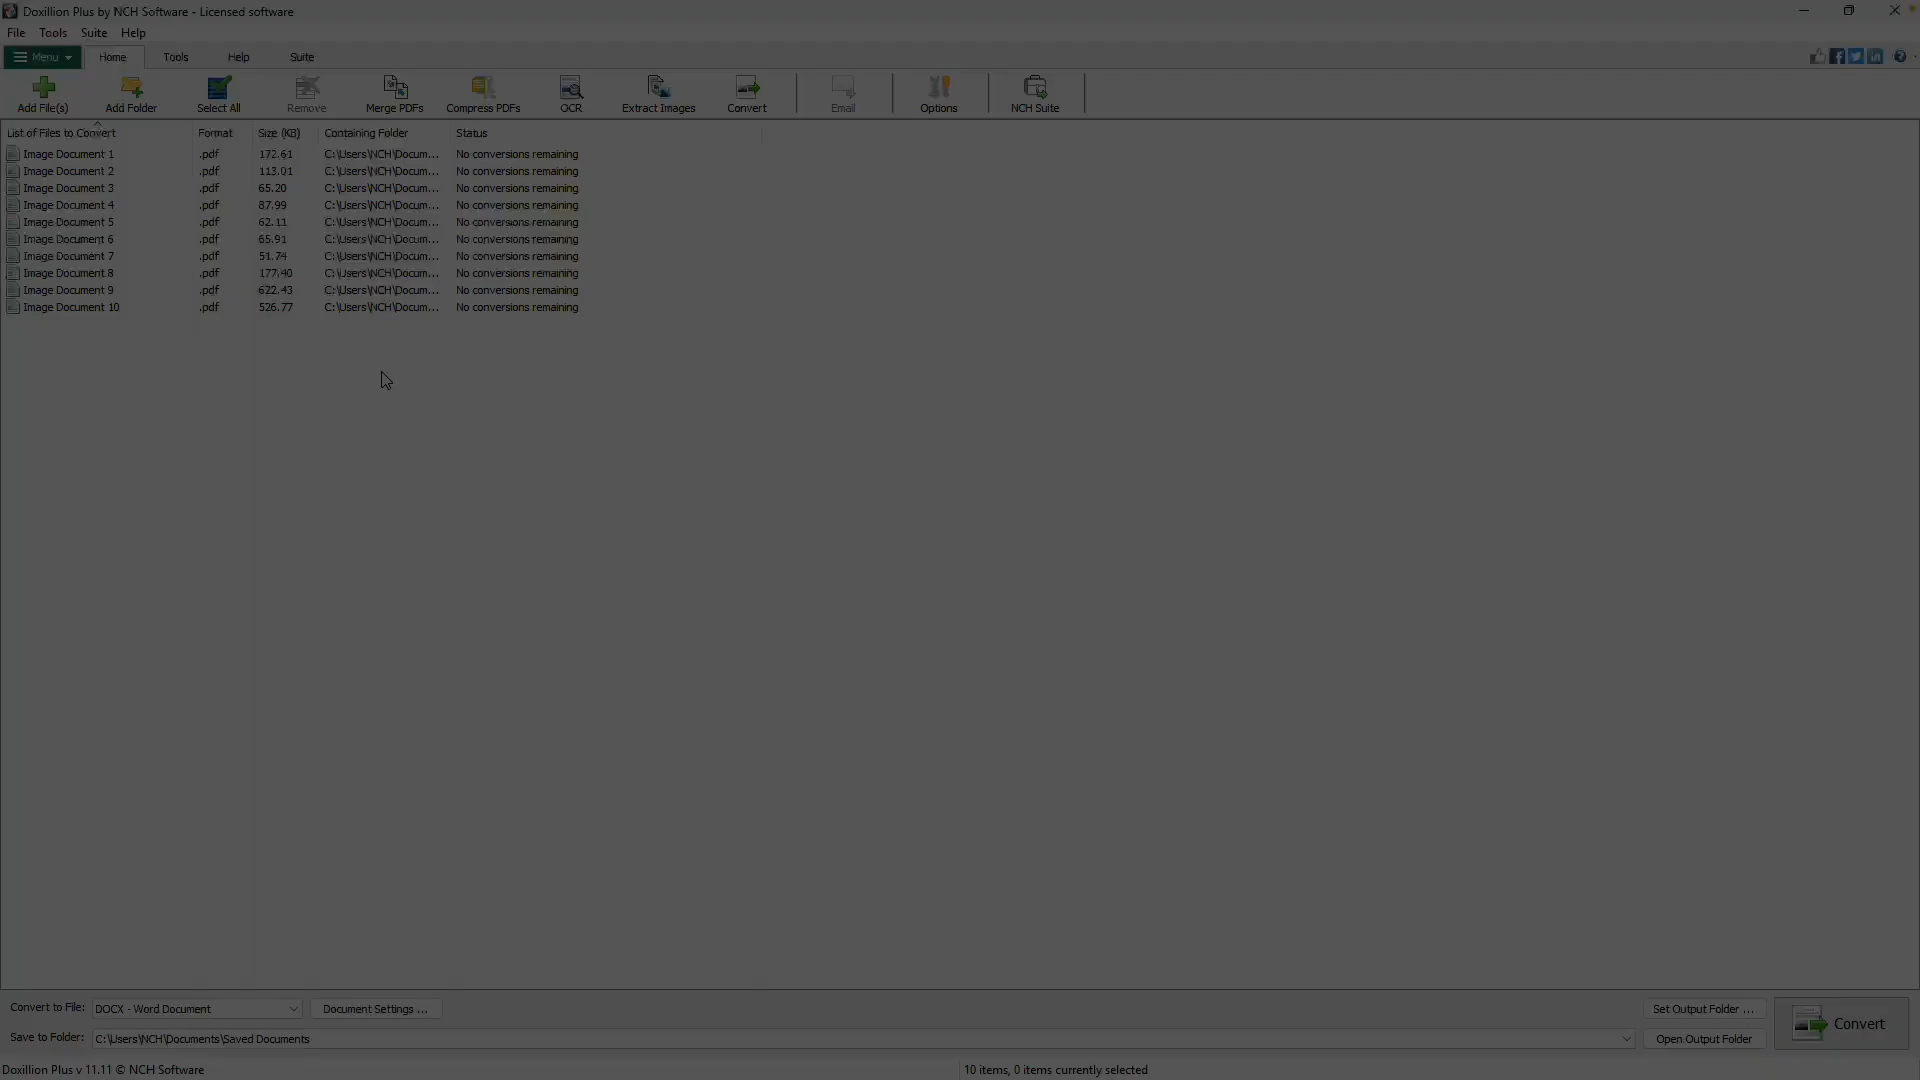 Doxillion Plus by NCH Software - Licensed software
File Tools Suite Help
Menu Home Tools Help Suite
Add File(s) Add Folder Select All Remove Merge PDFs Compress PDFs OCR Extract Images Convert Email Options NCH Suite
List of Files to Convert Format Size (KB) Containing Folder Status
Image Document 1 .pdf 172.61 C:\Users\NCH\Docum... No conversions remaining
Image Document 2 .pdf 113.01 C:\Users\NCH\Docum... No conversions remaining
Image Document 3 .pdf 65.20 C:\Users\NCH\Docum... No conversions remaining
Image Document 4 .pdf 87.99 C:\Users\NCH\Docum... No conversions remaining
Image Document 5 .pdf 62.11 C:\Users\NCH\Docum... No conversions remaining
Image Document 6 .pdf 65.91 C:\Users\NCH\Docum... No conversions remaining
Image Document 7 .pdf 51.74 C:\Users\NCH\Docum... No conversions remaining
Image Document 8 .pdf 177.40 C:\Users\NCH\Docum... No conversions remaining
Image Document 9 .pdf 622.43 C:\Users\NCH\Docum... No conversions remaining
Image Document 10 .pdf 526.77 C:\Users\NCH\Docum... No conversions remaining
Convert to File: DOCX - Word Document Document Settings ... Set Output Folder ... Convert
Save to Folder: C:\Users\NCH\Documents\Saved Documents Open Output Folder
Doxillion Plus v 11.11 © NCH Software 10 items, 0 items currently selected